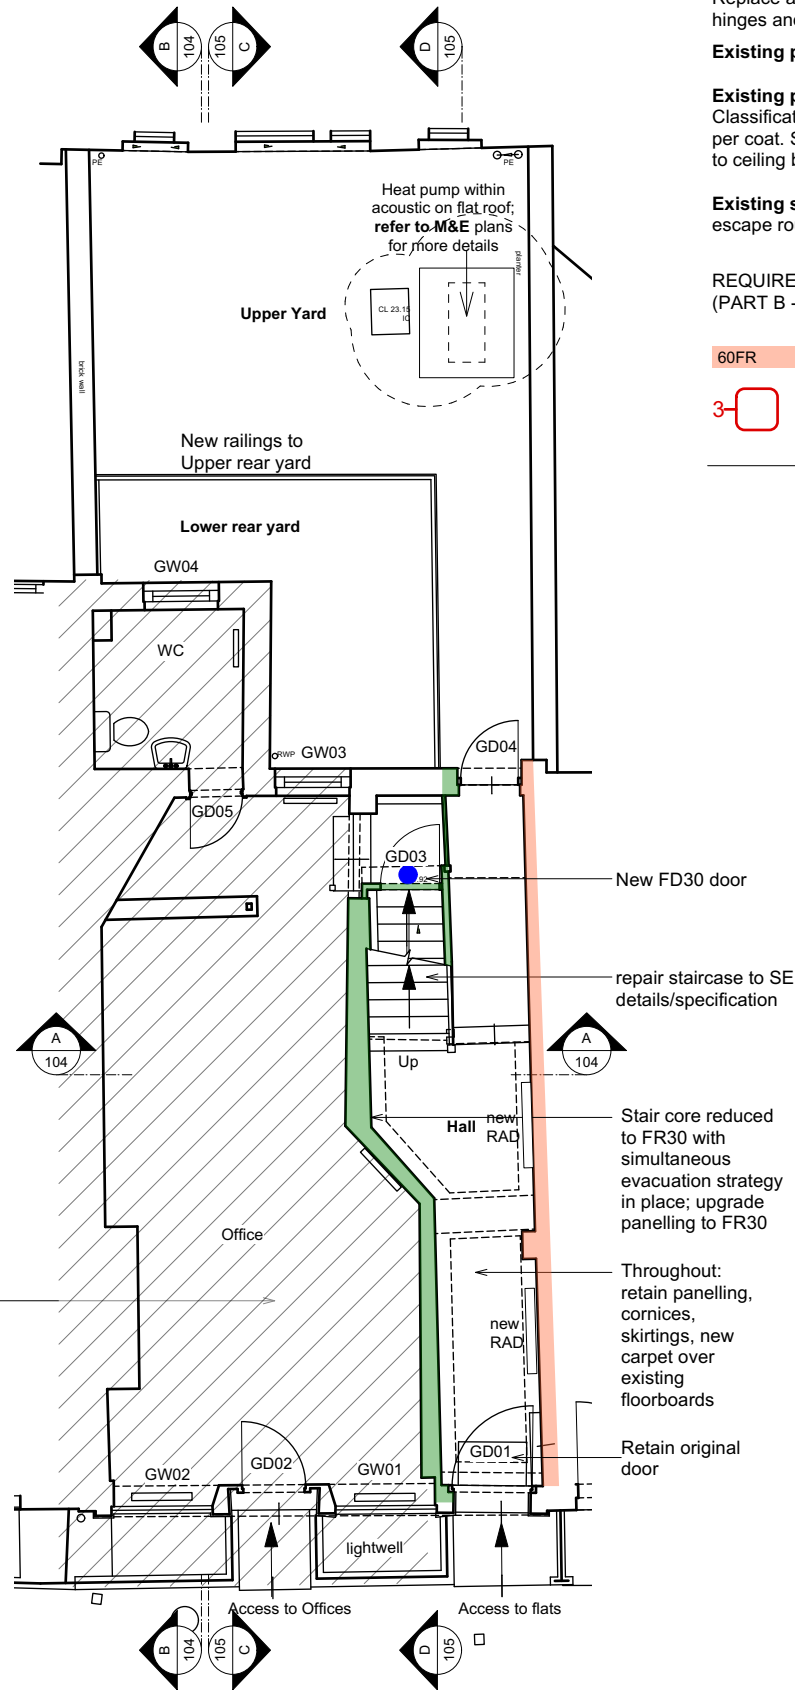 Replace a
hinges and
Existing p
Existing p
Classificat
per coat. S
to ceiling b
Existing s
escape ro
REQUIRE
(PART B -
60FR
3
B
104
105
C
D
105
PE
PE
Heat pump within
acoustic on flat roof;
refer to M&E plans
for more details
planter
CL 23.15
IC
Upper Yard
brick wall
New railings to
Upper rear yard
Lower rear yard
GW04
WC
RWP
GW03
GD04
GD05
GD03
92
New FD30 door
repair staircase to SE
details/specification
A
104
A
104
Up
Hall
new
RAD
Stair core reduced
to FR30 with
simultaneous
evacuation strategy
in place; upgrade
panelling to FR30
Office
Throughout:
retain panelling,
cornices,
skirtings, new
carpet over
existing
floorboards
new
RAD
Retain original
door
GD01
GD02
GW02
GW01
lightwell
Access to Offices
Access to flats
B
104
105
C
D
105